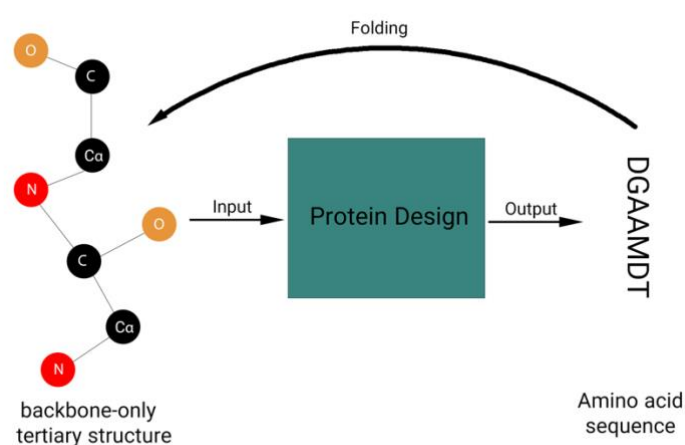 Folding
O
C
Cα
N
O
C
Cα
N
Input
Protein Design
Output
DGAAMDT
backbone-only
tertiary structure
Amino acid
sequence